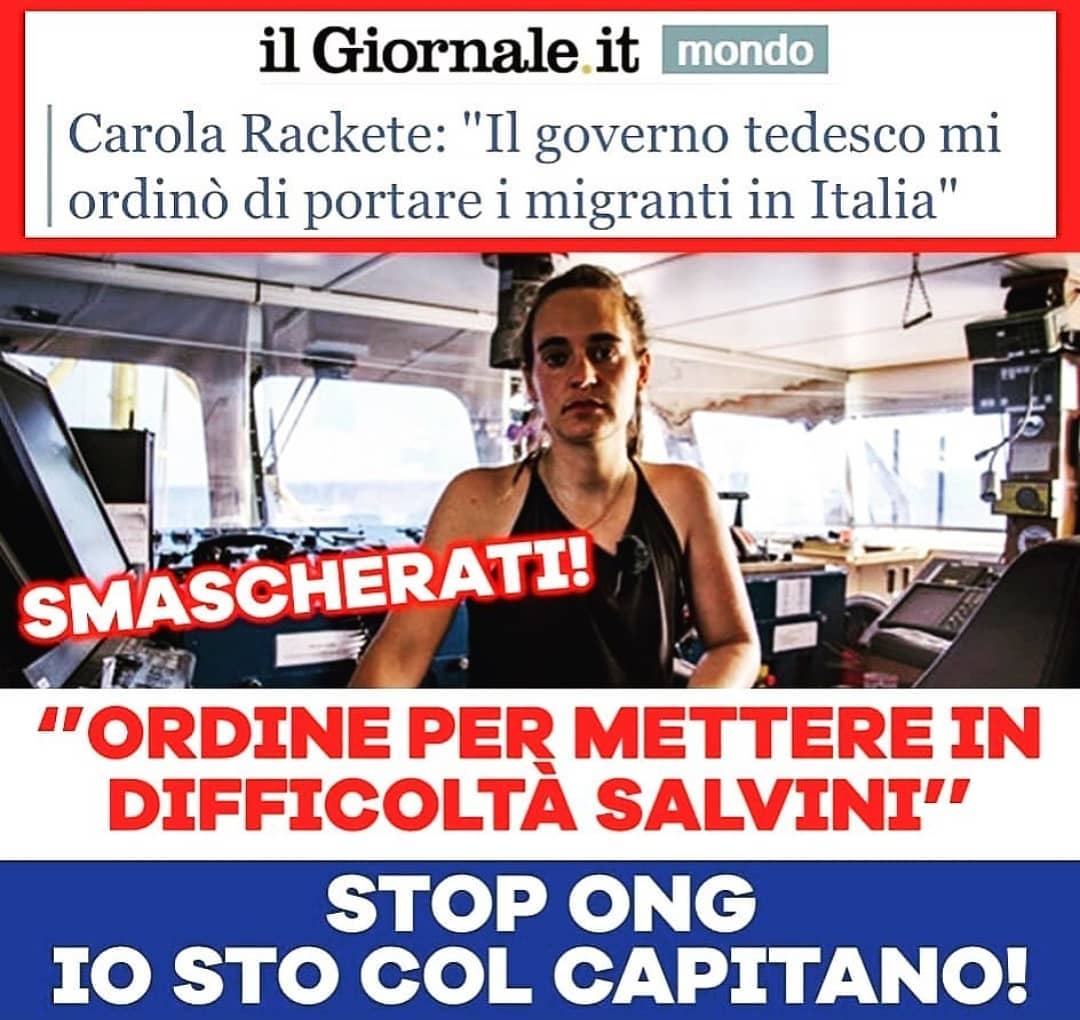 il Giornale.it mondo
Carola Rackete: "Il governo tedesco mi
ordinò di portare i migranti in Italia"
SMASCHERATI!
"ORDINE PER METTERE IN
DIFFICOLTÀ SALVINI"
STOP ONG
IO STO COL CAPITANO!